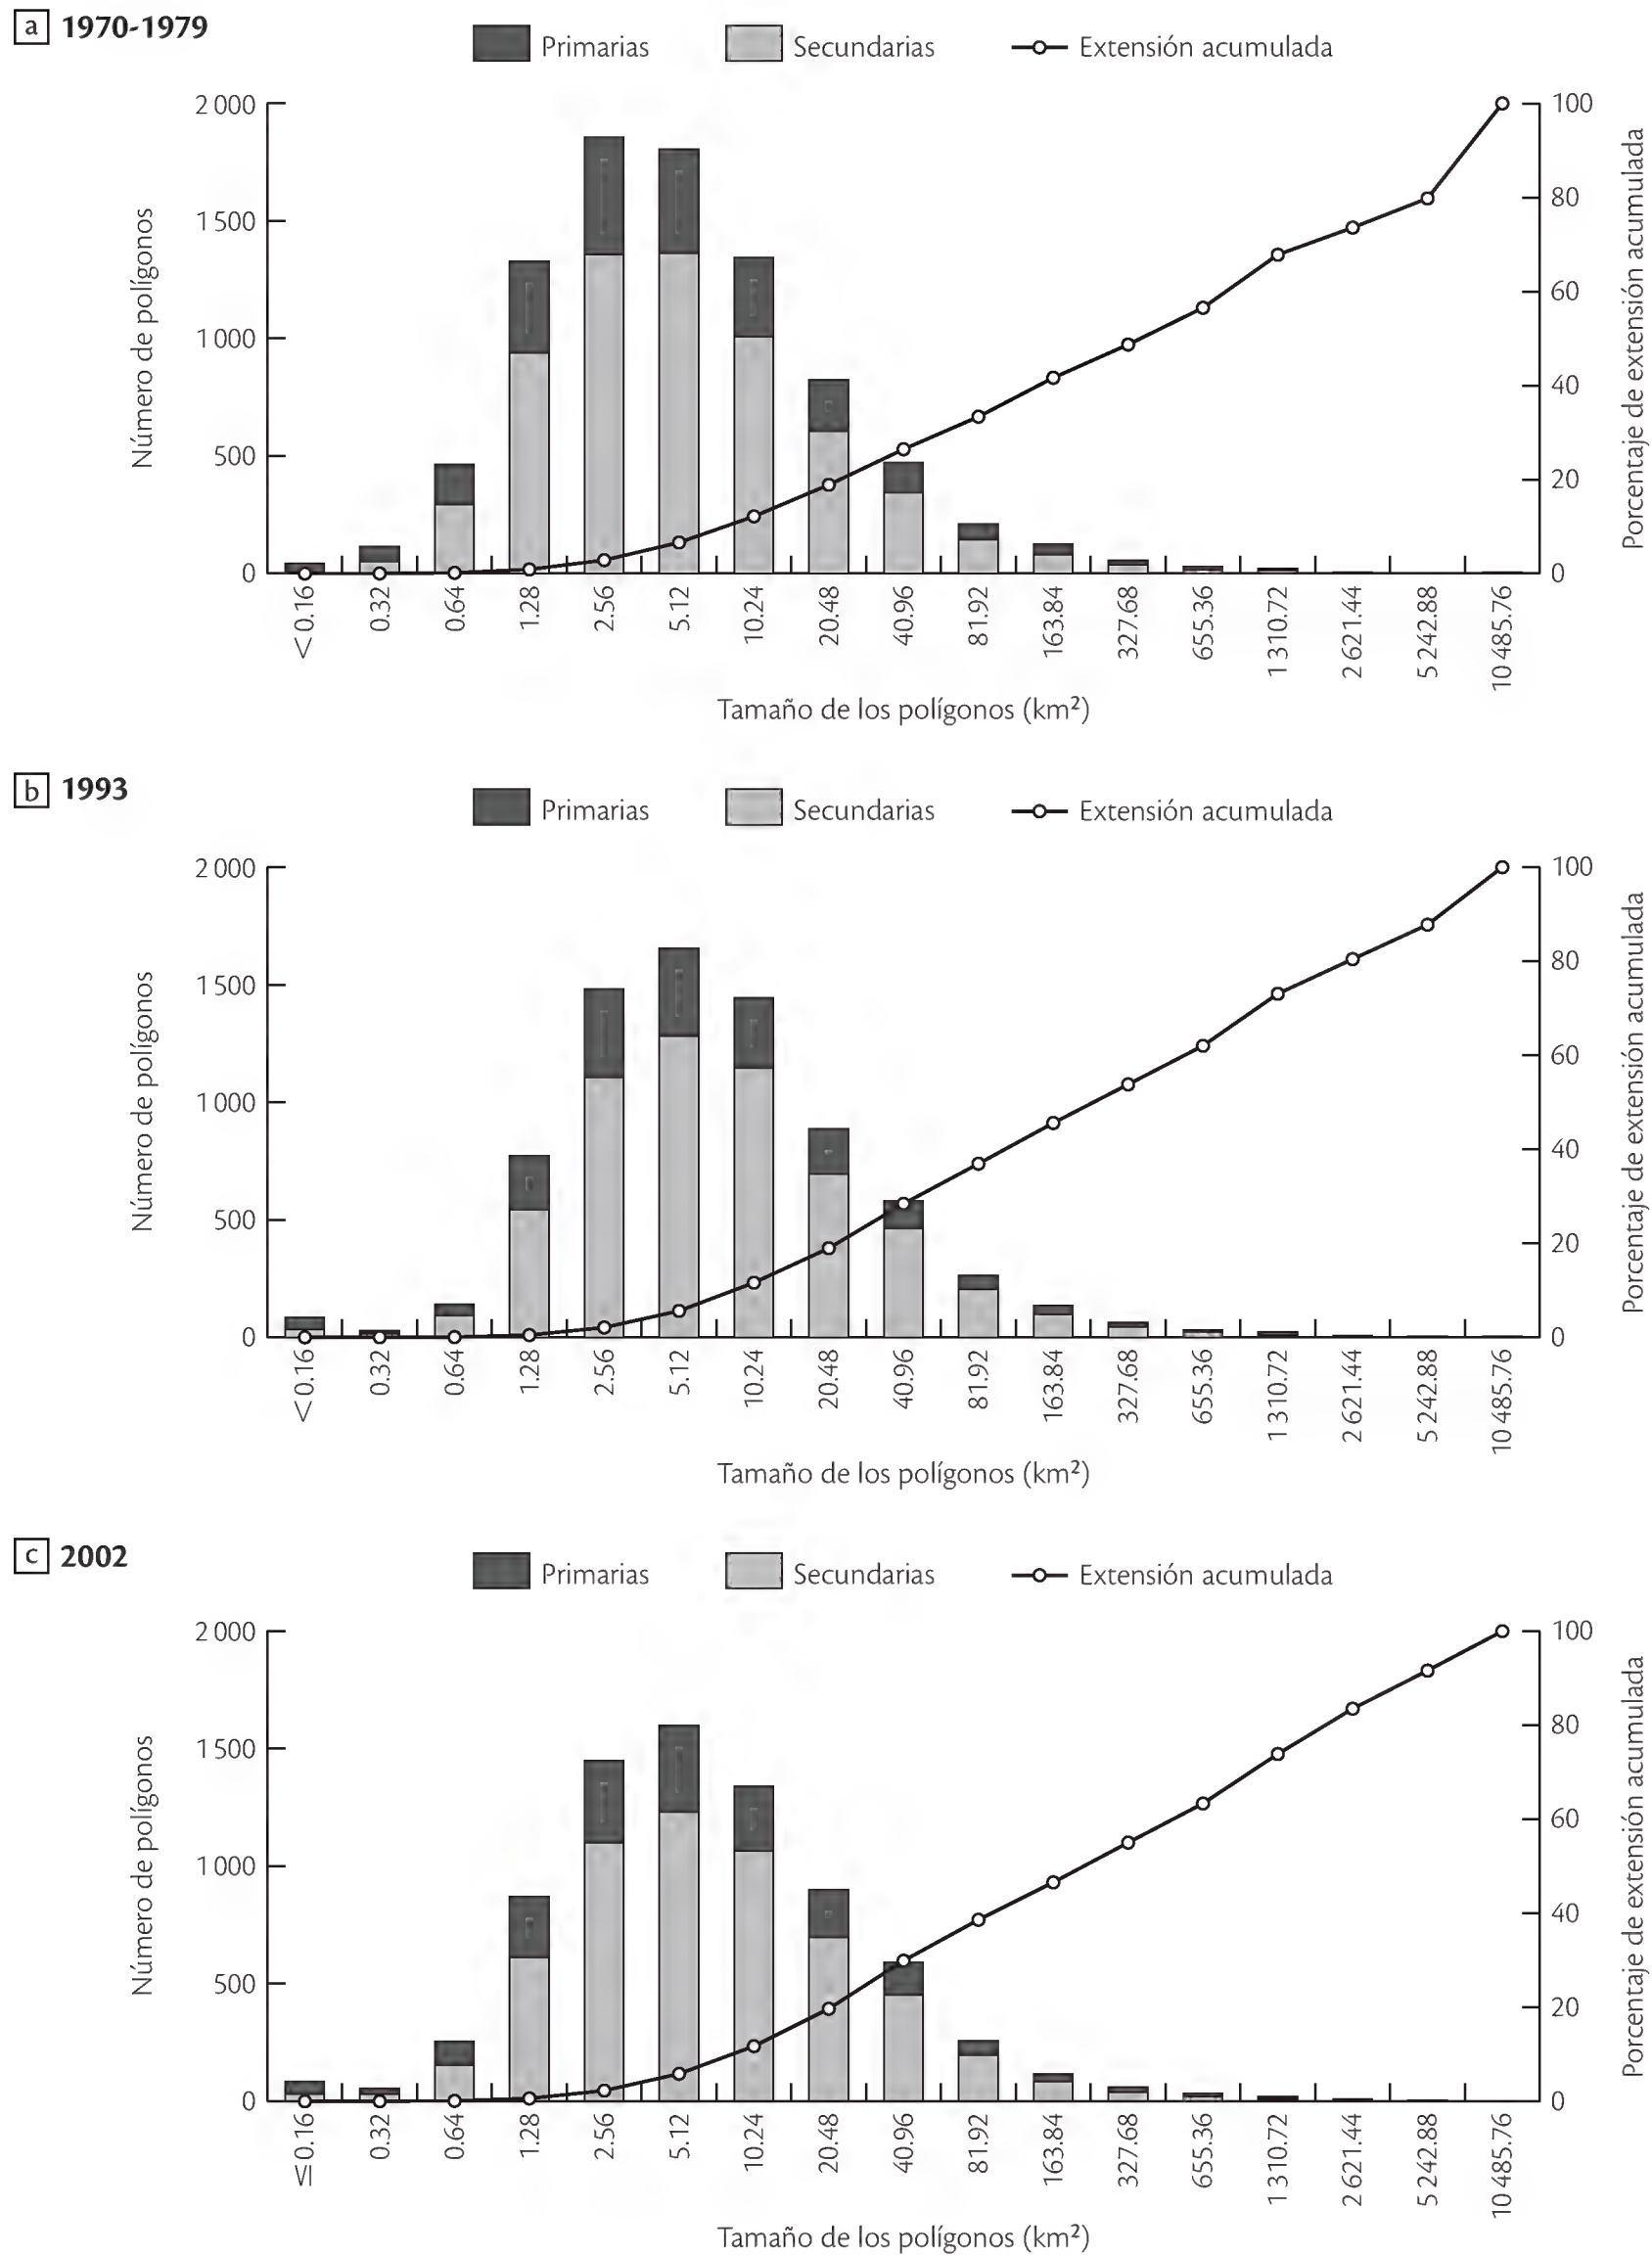 a 1970-1979
Primarias Secundarias Extensión acumulada
Número de polígonos
2 000
1 500
1 000
500
0
100
80
60
40
20
0
Porcentaje de extensión acumulada
< 0.16 0.32 0.64 1.28 2.56 5.12 10.24 20.48 40.96 81.92 163.84 327.68 655.36 1 310.72 2 621.44 5 242.88 10 485.76
Tamaño de los polígonos (km²)
b 1993
Primarias Secundarias Extensión acumulada
Número de polígonos
2 000
1 500
1 000
500
0
100
80
60
40
20
0
Porcentaje de extensión acumulada
< 0.16 0.32 0.64 1.28 2.56 5.12 10.24 20.48 40.96 81.92 163.84 327.68 655.36 1 310.72 2 621.44 5 242.88 10 485.76
Tamaño de los polígonos (km²)
c 2002
Primarias Secundarias Extensión acumulada
Número de polígonos
2 000
1 500
1 000
500
0
100
80
60
40
20
0
Porcentaje de extensión acumulada
≤ 0.16 0.32 0.64 1.28 2.56 5.12 10.24 20.48 40.96 81.92 163.84 327.68 655.36 1 310.72 2 621.44 5 242.88 10 485.76
Tamaño de los polígonos (km²)